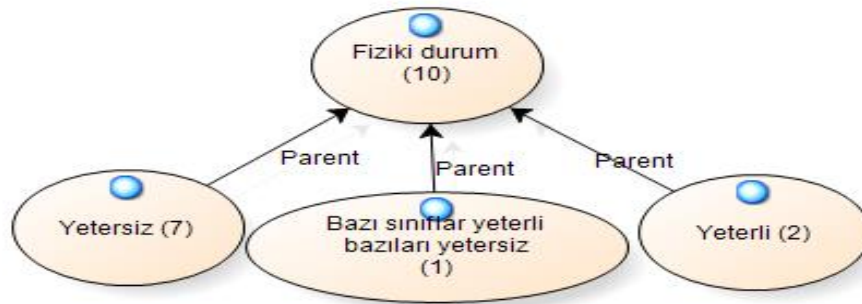 Fiziki durum
(10)
Parent
Parent
Parent
Yetersiz (7)
Bazı sınıflar yeterli
bazıları yetersiz
(1)
Yeterli (2)